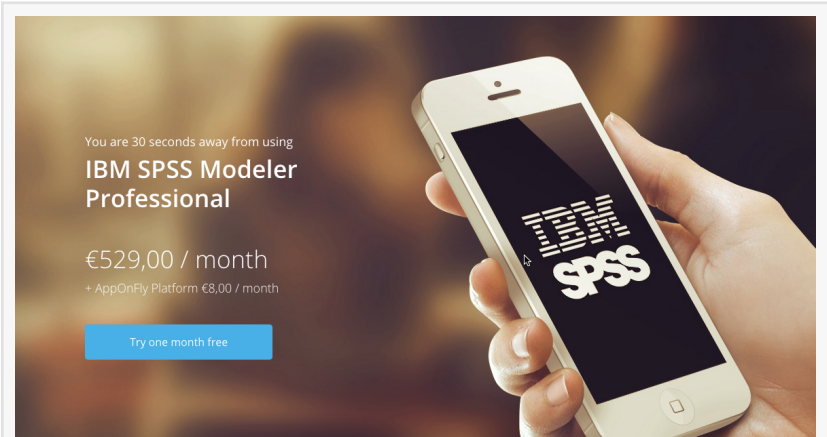 You are 30 seconds away from using
IBM SPSS Modeler
Professional
€529,00 / month
+ AppOnFly Platform €8,00 / month
Try one month free
IBM
SPSS